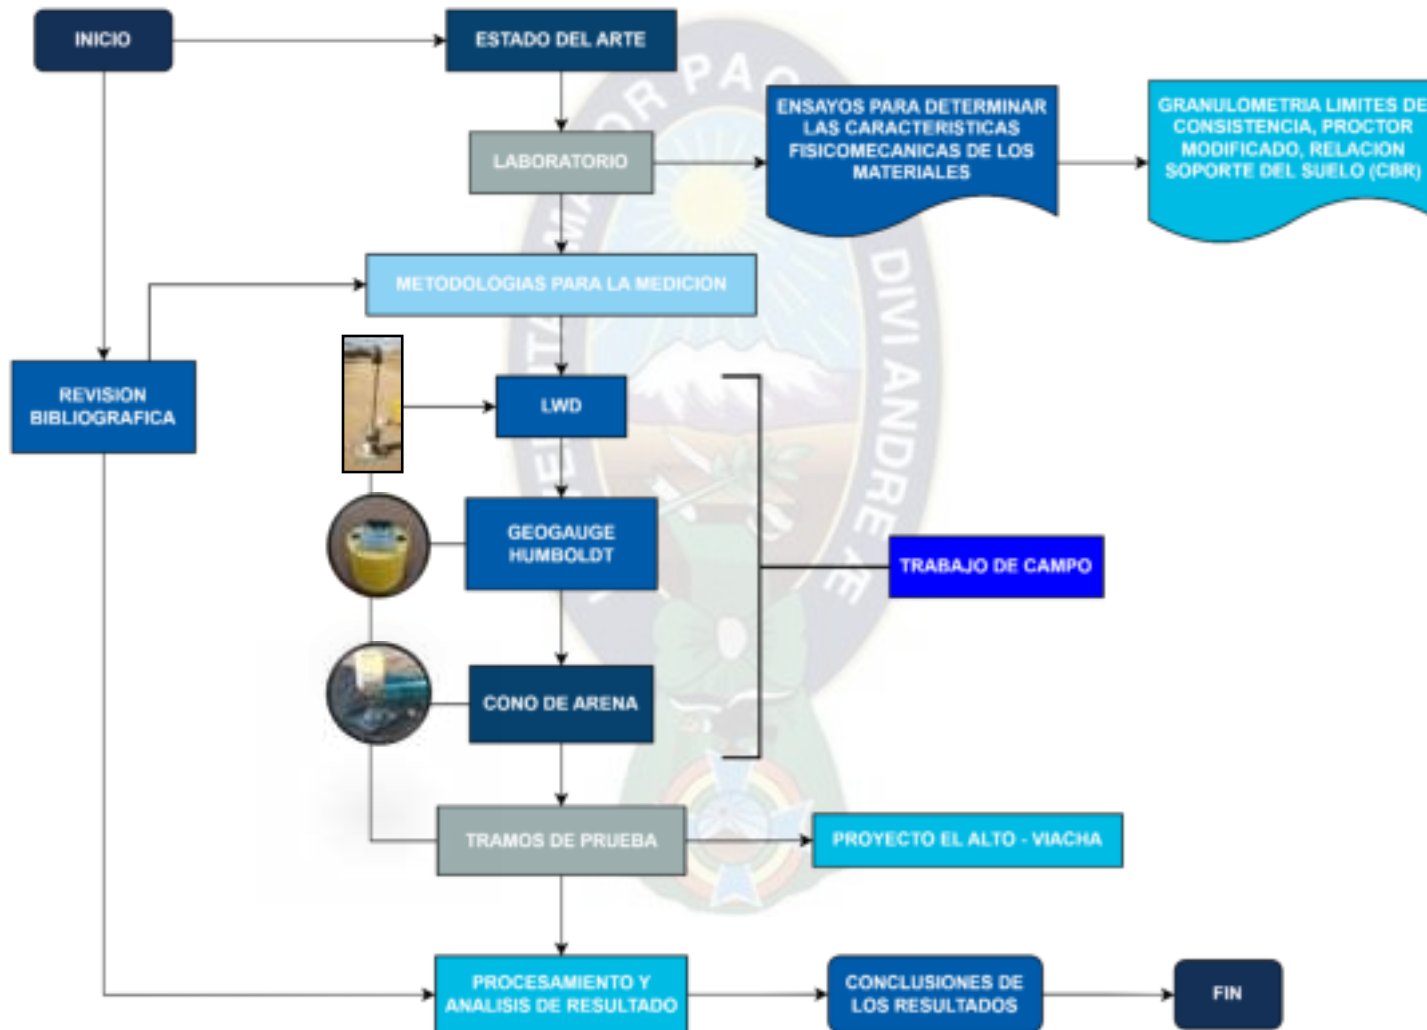 INICIO
ESTADO DEL ARTE
LABORATORIO
ENSAYOS PARA DETERMINAR
LAS CARACTERISTICAS
FISICOMECANICAS DE LOS
MATERIALES
GRANULOMETRIA LIMITES DE
CONSISTENCIA, PROCTOR
MODIFICADO, RELACION
SOPORTE DEL SUELO (CBR)
METODOLOGIAS PARA LA MEDICION
REVISION
BIBLIOGRAFICA
LWD
GEOGAUGE
HUMBOLDT
TRABAJO DE CAMPO
CONO DE ARENA
TRAMOS DE PRUEBA
PROYECTO EL ALTO - VIACHA
PROCESAMIENTO Y
ANALISIS DE RESULTADO
CONCLUSIONES DE
LOS RESULTADOS
FIN
DIVI ANDRE Æ